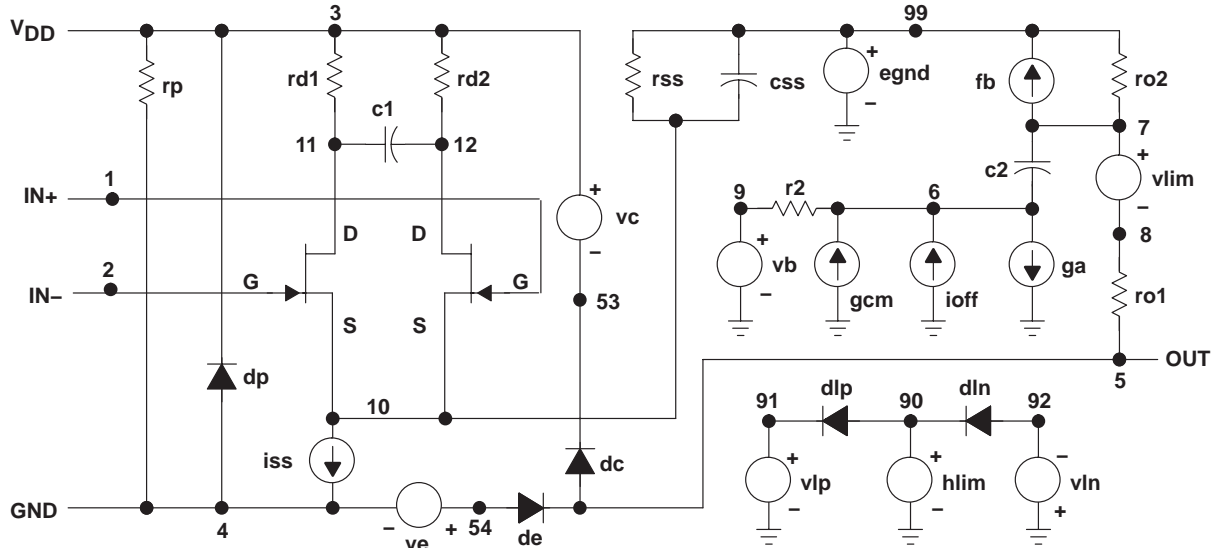 3
99
VDD
rp
rd1
rd2
rss
css
+
egnd
−
fb
ro2
c1
11
12
7
c2
+
vlim
−
1
IN+
9
r2
6
8
+
vc
−
D
D
+
vb
−
gcm
ioff
ga
ro1
2
IN−
G
G
53
S
S
OUT
5
dp
10
91
dlp
90
dln
92
iss
dc
+
vlp
−
+
hlim
−
−
vln
+
GND
4
−
ve
+
54
de